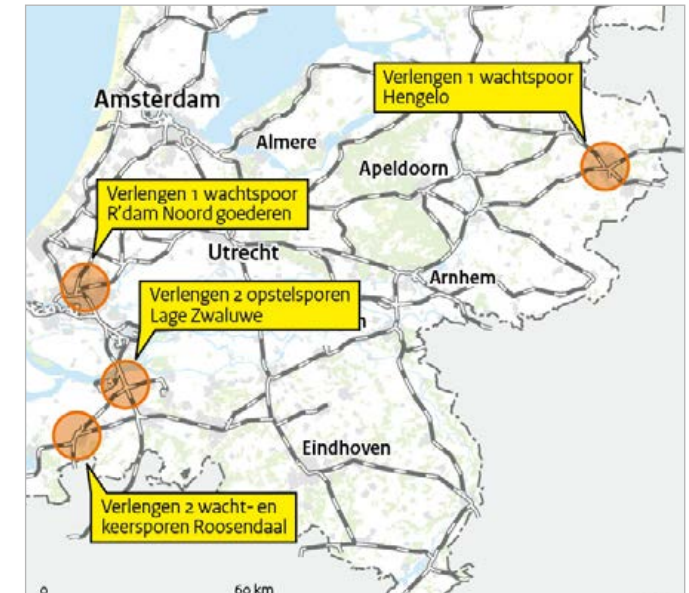 Verlengen 1 wachtspoor
Hengelo
Amsterdam
Almere
Apeldoorn
Verlengen 1 wachtspoor
R'dam Noord goederen
Utrecht
Arnhem
Verlengen 2 opstelsporen
Lage Zwaluwe
Eindhoven
Verlengen 2 wacht- en
keersporen Roosendaal
0 60 km